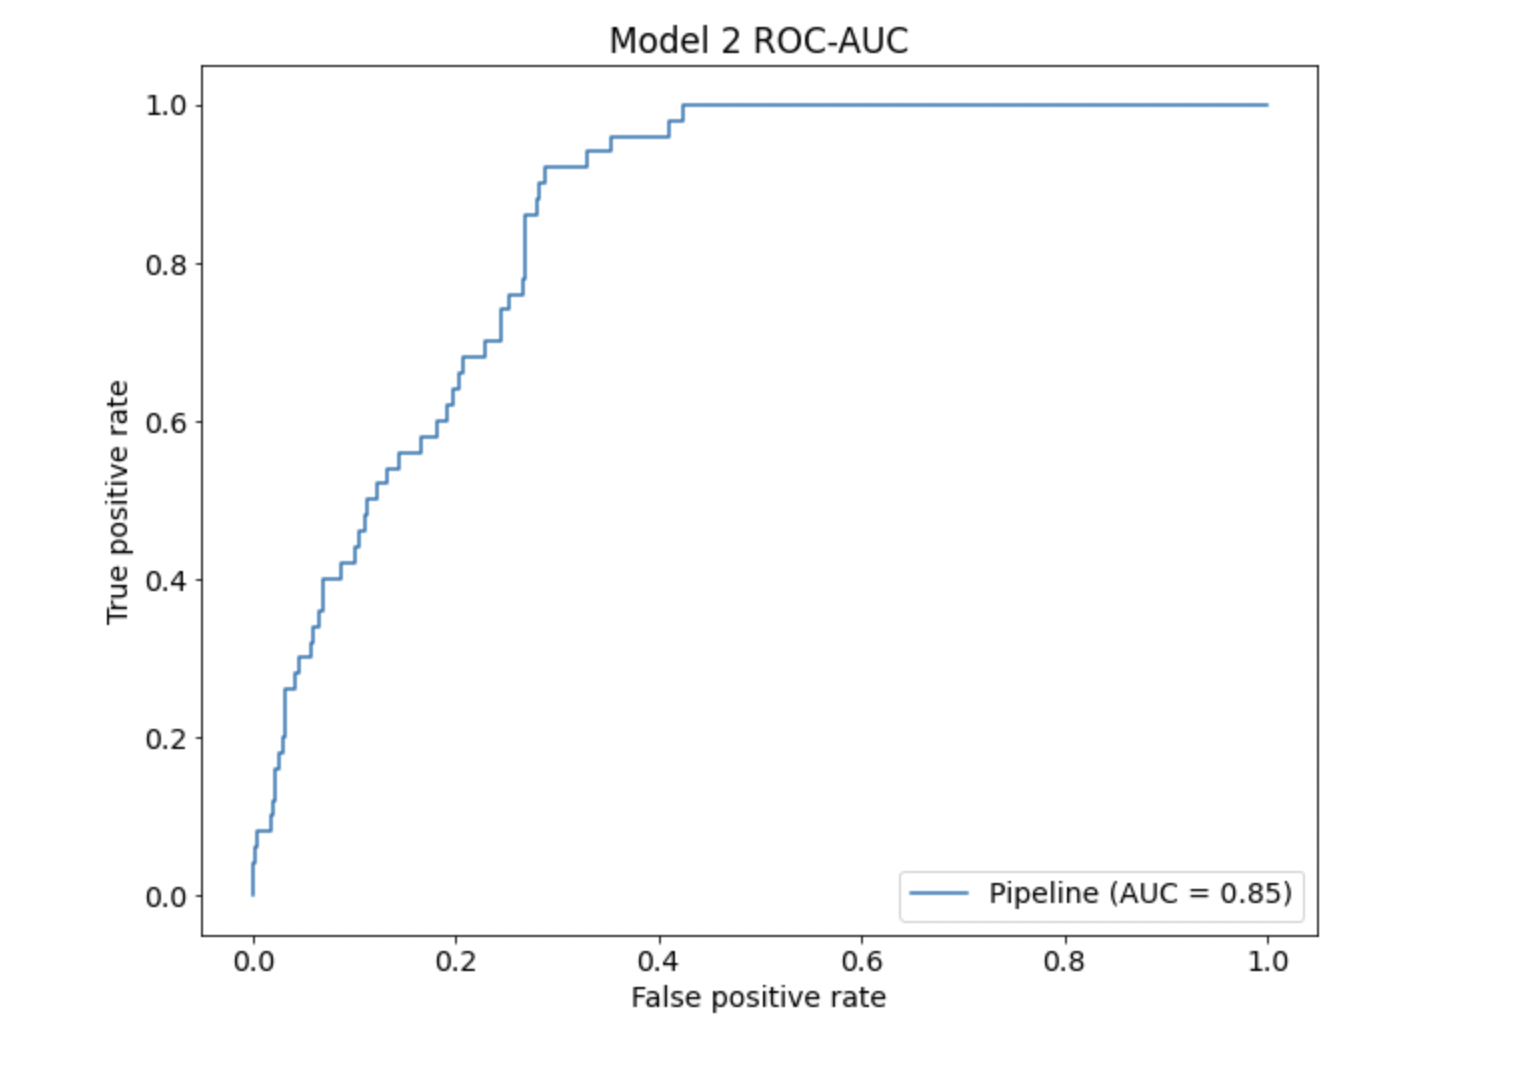 Model 2 ROC-AUC
1.0
0.8
0.6
0.4
0.2
0.0
True positive rate
Pipeline (AUC = 0.85)
0.0 0.2 0.4 0.6 0.8 1.0
False positive rate